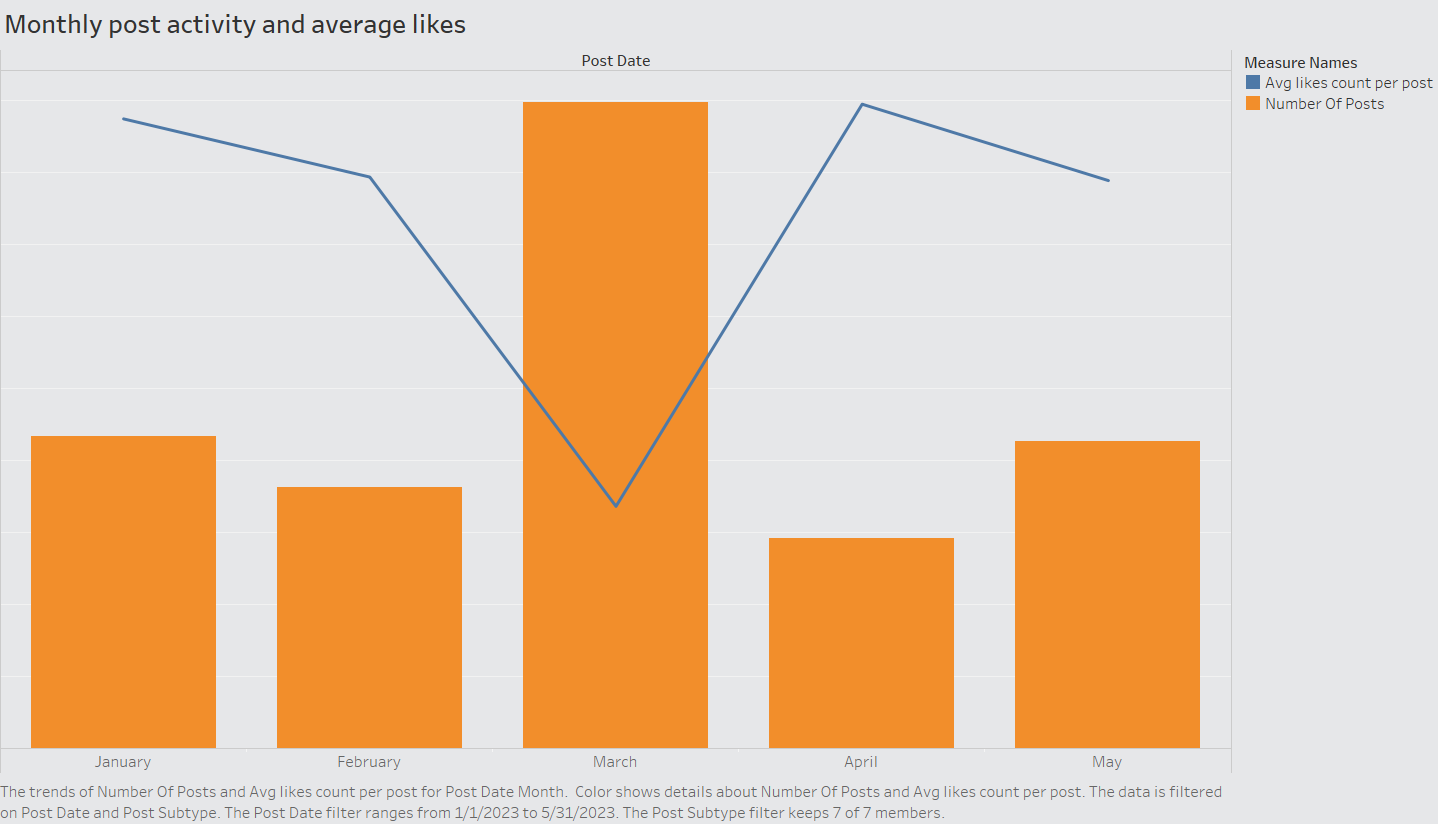 Monthly post activity and average likes
Post Date
Measure Names
Avg likes count per post
Number Of Posts
January
February
March
April
May
The trends of Number Of Posts and Avg likes count per post for Post Date Month.  Color shows details about Number Of Posts and Avg likes count per post. The data is filtered
on Post Date and Post Subtype. The Post Date filter ranges from 1/1/2023 to 5/31/2023. The Post Subtype filter keeps 7 of 7 members.